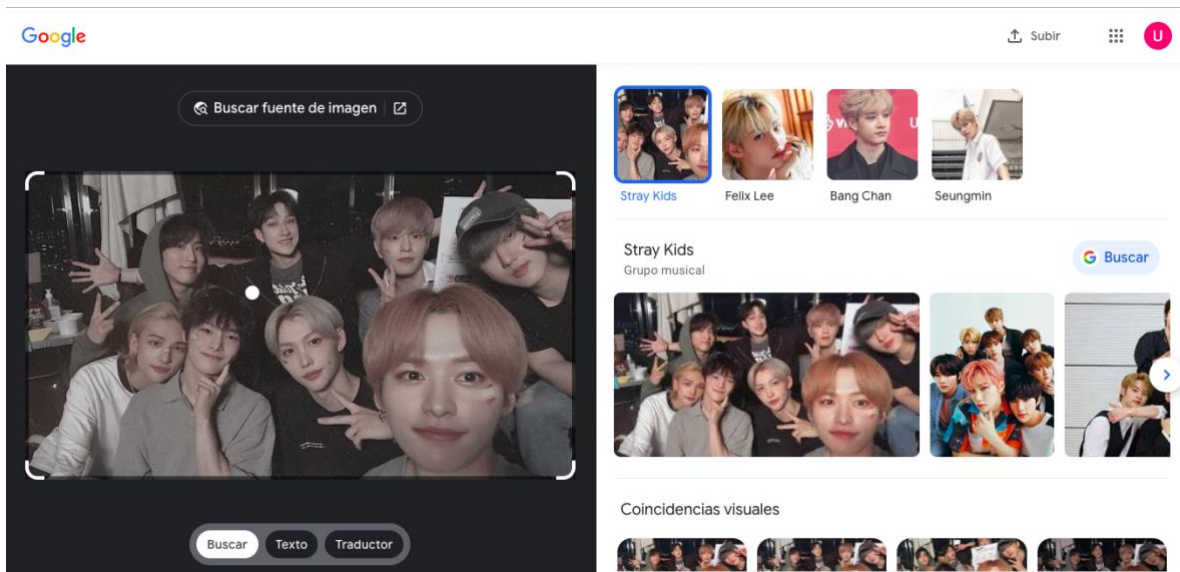 Google
Subir
U
Buscar fuente de imagen
Stray Kids
Felix Lee
Bang Chan
Seungmin
Stray Kids
Grupo musical
Buscar
Coincidencias visuales
Buscar
Texto
Traductor